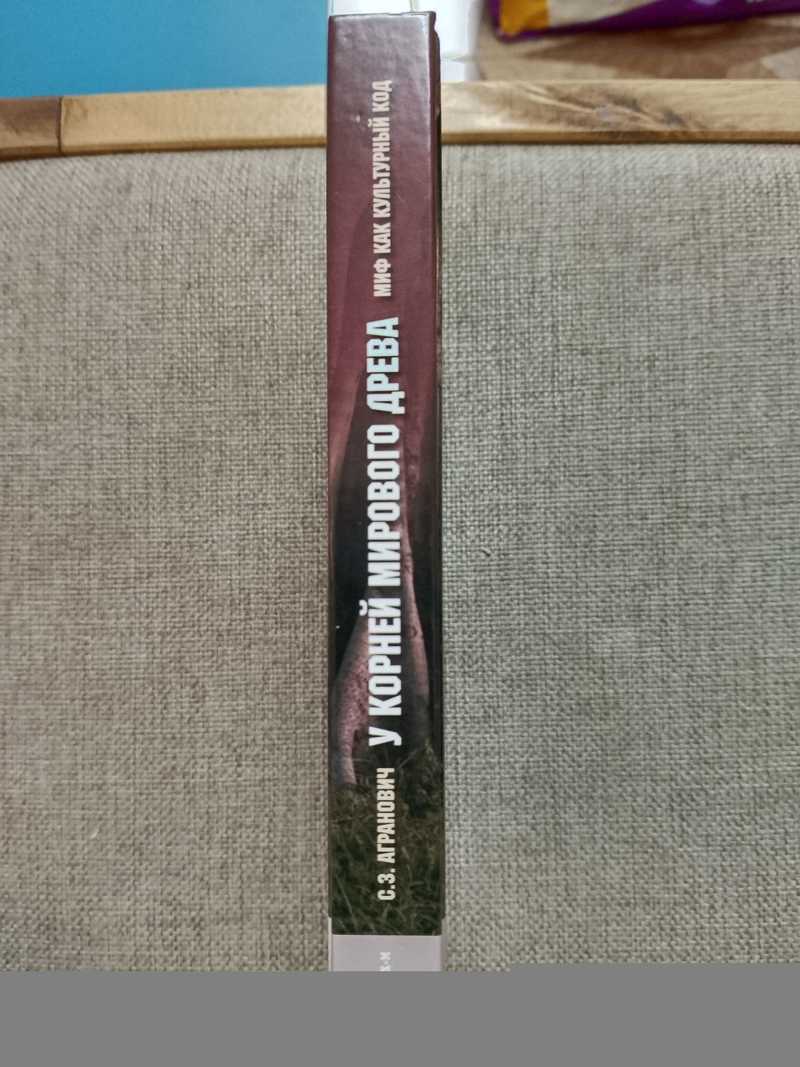 С.З. АГРАНОВИЧ
У КОРНЕЙ МИРОВОГО ДРЕВА
МИФ КАК КУЛЬТУРНЫЙ КОД